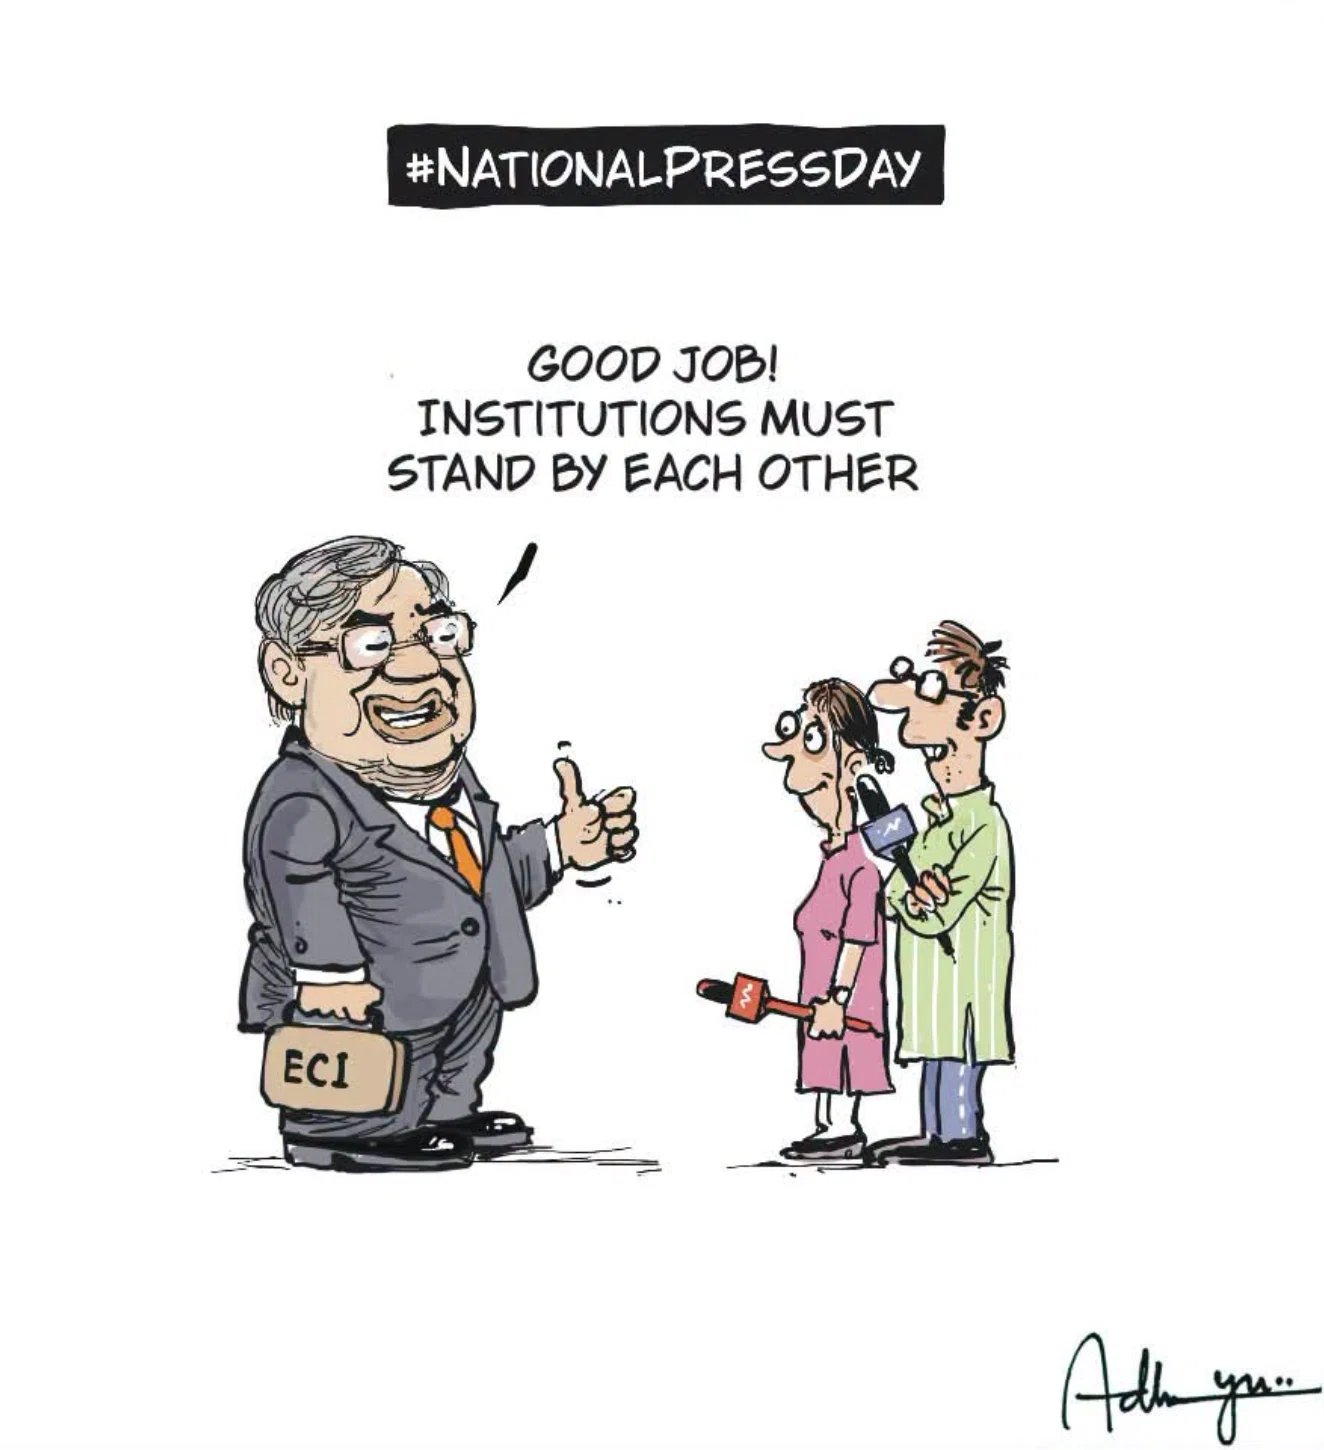 #NATIONALPRESSDAY
GOOD JOB!
INSTITUTIONS MUST
STAND BY EACH OTHER
ECI